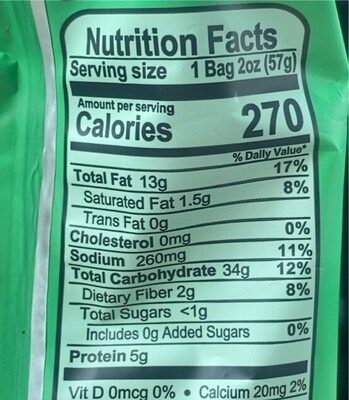 Nutrition Facts
Serving size 1 Bag 2oz (57g)
Amount per serving
Calories 270
% Daily Value*
Total Fat 13g 17%
Saturated Fat 1.5g 8%
Trans Fat 0g
Cholesterol 0mg 0%
Sodium 260mg 11%
Total Carbohydrate 34g 12%
Dietary Fiber 2g 8%
Total Sugars <1g
Includes 0g Added Sugars 0%
Protein 5g
Vit D 0mcg 0% • Calcium 20mg 2%